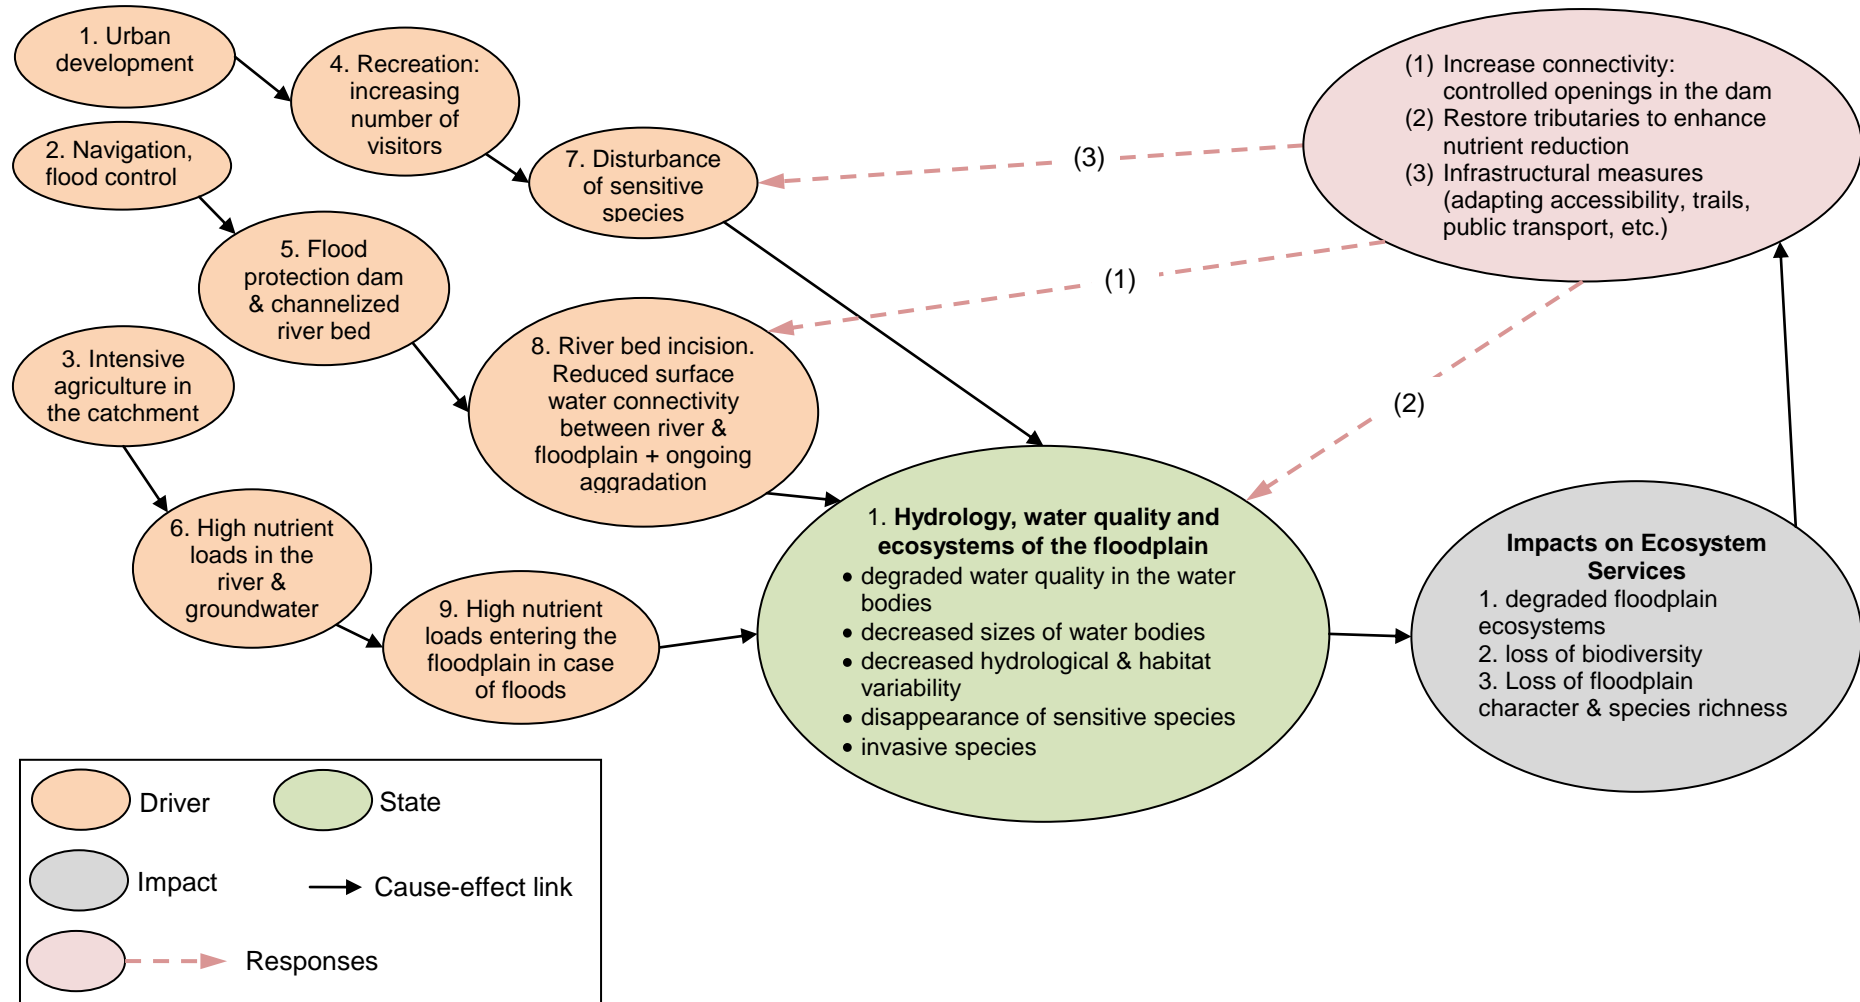 1. Urban
development
4. Recreation:
increasing
number of
visitors
2. Navigation,
flood control
7. Disturbance
of sensitive
species
5. Flood
protection dam
& channelized
river bed
3. Intensive
agriculture in
the catchment
8. River bed incision.
Reduced surface
water connectivity
between river &
floodplain + ongoing
aggradation
6. High nutrient
loads in the
river &
groundwater
9. High nutrient
loads entering the
floodplain in case
of floods
(3)
(1)
(2)
(1) Increase connectivity:
controlled openings in the dam
(2) Restore tributaries to enhance
nutrient reduction
(3) Infrastructural measures
(adapting accessibility, trails,
public transport, etc.)
1. Hydrology, water quality and
ecosystems of the floodplain
• degraded water quality in the water
bodies
• decreased sizes of water bodies
• decreased hydrological & habitat
variability
• disappearance of sensitive species
• invasive species
Impacts on Ecosystem
Services
1. degraded floodplain
ecosystems
2. loss of biodiversity
3. Loss of floodplain
character & species richness
Driver
State
Impact
Cause-effect link
Responses